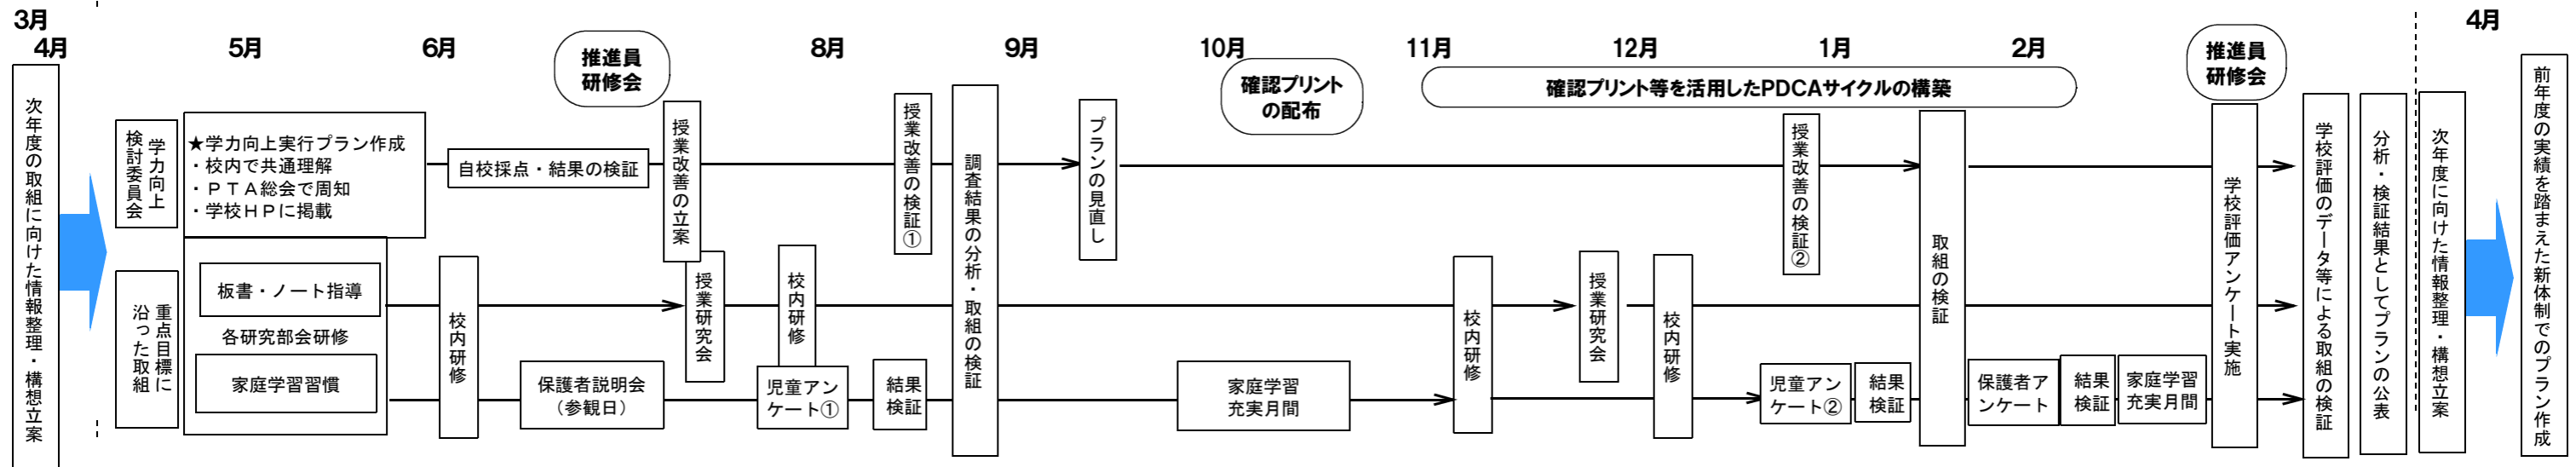 3月
4月
5月
6月
8月
9月
10月
11月
12月
1月
2月
4月
推進員
研修会
確認プリント
の配布
確認プリント等を活用したPDCAサイクルの構築
推進員
研修会
次年度の取組に向けた情報整理・構想立案
学力向上
検討委員会
★学力向上実行プラン作成
・校内で共通理解
・ＰＴＡ総会で周知
・学校ＨＰに掲載
自校採点・結果の検証
授業改善の立案
授業改善の検証①
調査結果の分析・取組の検証
プランの見直し
授業改善の検証②
取組の検証
学校評価アンケート実施
学校評価のデータ等による取組の検証
分析・検証結果としてプランの公表
次年度に向けた情報整理・構想立案
前年度の実績を踏まえた新体制でのプラン作成
重点目標に
沿った取組
板書・ノート指導
各研究部会研修
家庭学習習慣
校内研修
保護者説明会
（参観日）
授業研究会
校内研修
児童アン
ケート①
結果
検証
家庭学習
充実月間
校内研修
授業研究会
校内研修
児童アン
ケート②
結果
検証
保護者ア
ンケート
結果
検証
家庭学習
充実月間